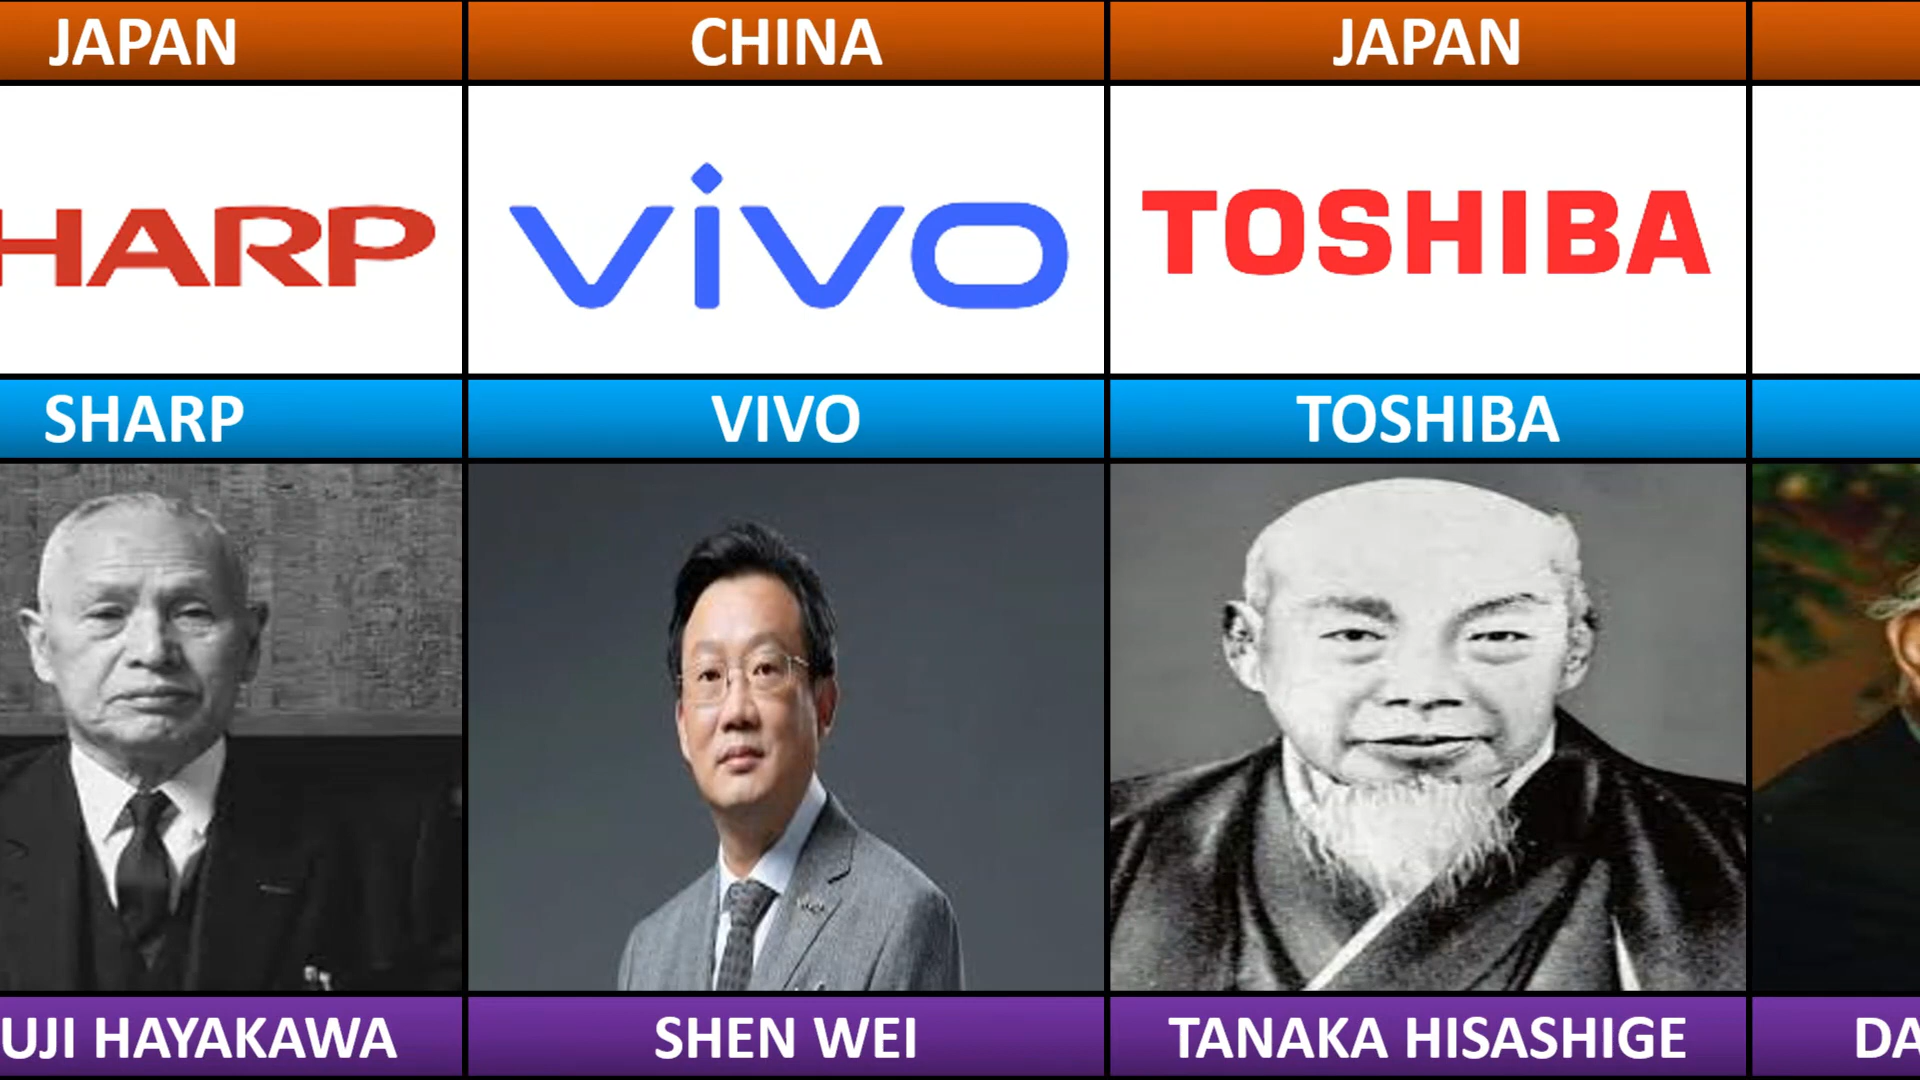 JAPAN
CHINA
JAPAN
HARP
vivo
TOSHIBA
SHARP
VIVO
TOSHIBA
UJI HAYAKAWA
SHEN WEI
TANAKA HISASHIGE
DA